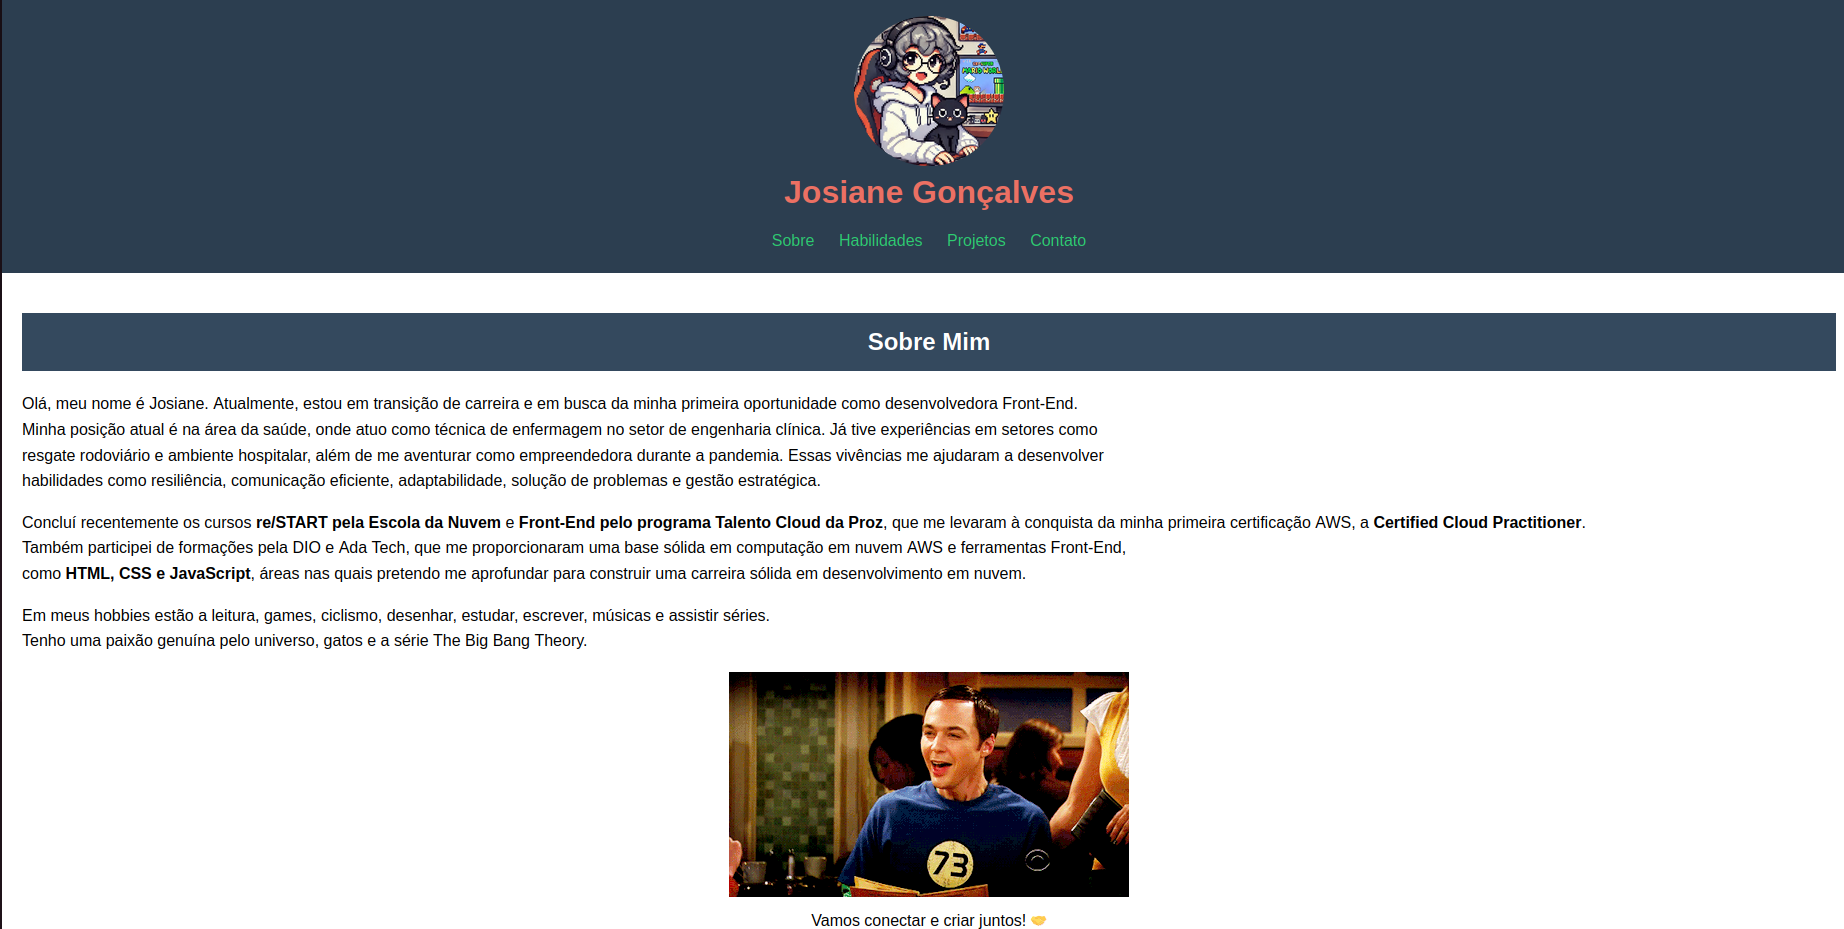 MARIO WORLD
Josiane Gonçalves
Sobre Habilidades Projetos Contato
Sobre Mim
Olá, meu nome é Josiane. Atualmente, estou em transição de carreira e em busca da minha primeira oportunidade como desenvolvedora Front-End.
Minha posição atual é na área da saúde, onde atuo como técnica de enfermagem no setor de engenharia clínica. Já tive experiências em setores como
resgate rodoviário e ambiente hospitalar, além de me aventurar como empreendedora durante a pandemia. Essas vivências me ajudaram a desenvolver
habilidades como resiliência, comunicação eficiente, adaptabilidade, solução de problemas e gestão estratégica.
Concluí recentemente os cursos re/START pela Escola da Nuvem e Front-End pelo programa Talento Cloud da Proz, que me levaram à conquista da minha primeira certificação AWS, a Certified Cloud Practitioner.
Também participei de formações pela DIO e Ada Tech, que me proporcionaram uma base sólida em computação em nuvem AWS e ferramentas Front-End,
como HTML, CSS e JavaScript, áreas nas quais pretendo me aprofundar para construir uma carreira sólida em desenvolvimento em nuvem.
Em meus hobbies estão a leitura, games, ciclismo, desenhar, estudar, escrever, músicas e assistir séries.
Tenho uma paixão genuína pelo universo, gatos e a série The Big Bang Theory.
73
Vamos conectar e criar juntos! 🤝